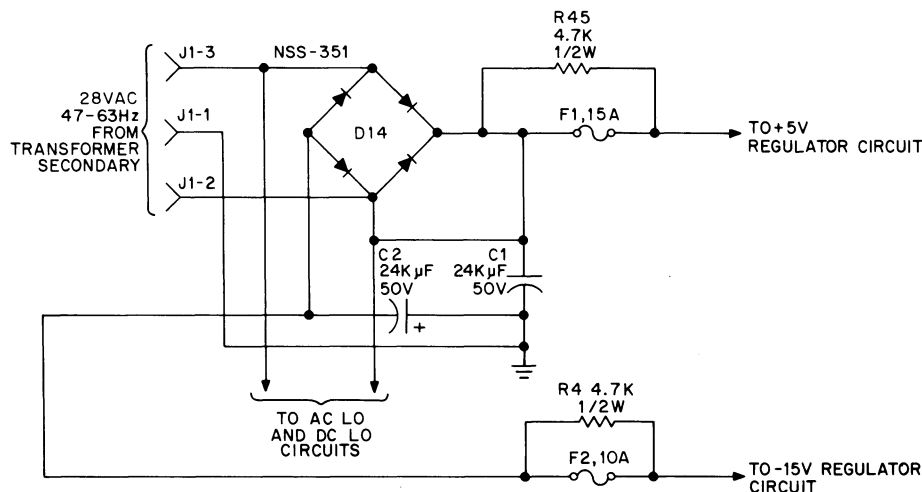 R45
4.7K
1/2W
J1-3
NSS-351
28VAC
47-63Hz
FROM
TRANSFORMER
SECONDARY
J1-1
D14
F1,15A
TO+5V
REGULATOR CIRCUIT
J1-2
C2
24KµF
50V
C1
24KµF
50V
+
R4 4.7K
1/2W
TO AC LO
AND DC LO
CIRCUITS
F2,10A
TO-15V REGULATOR
CIRCUIT